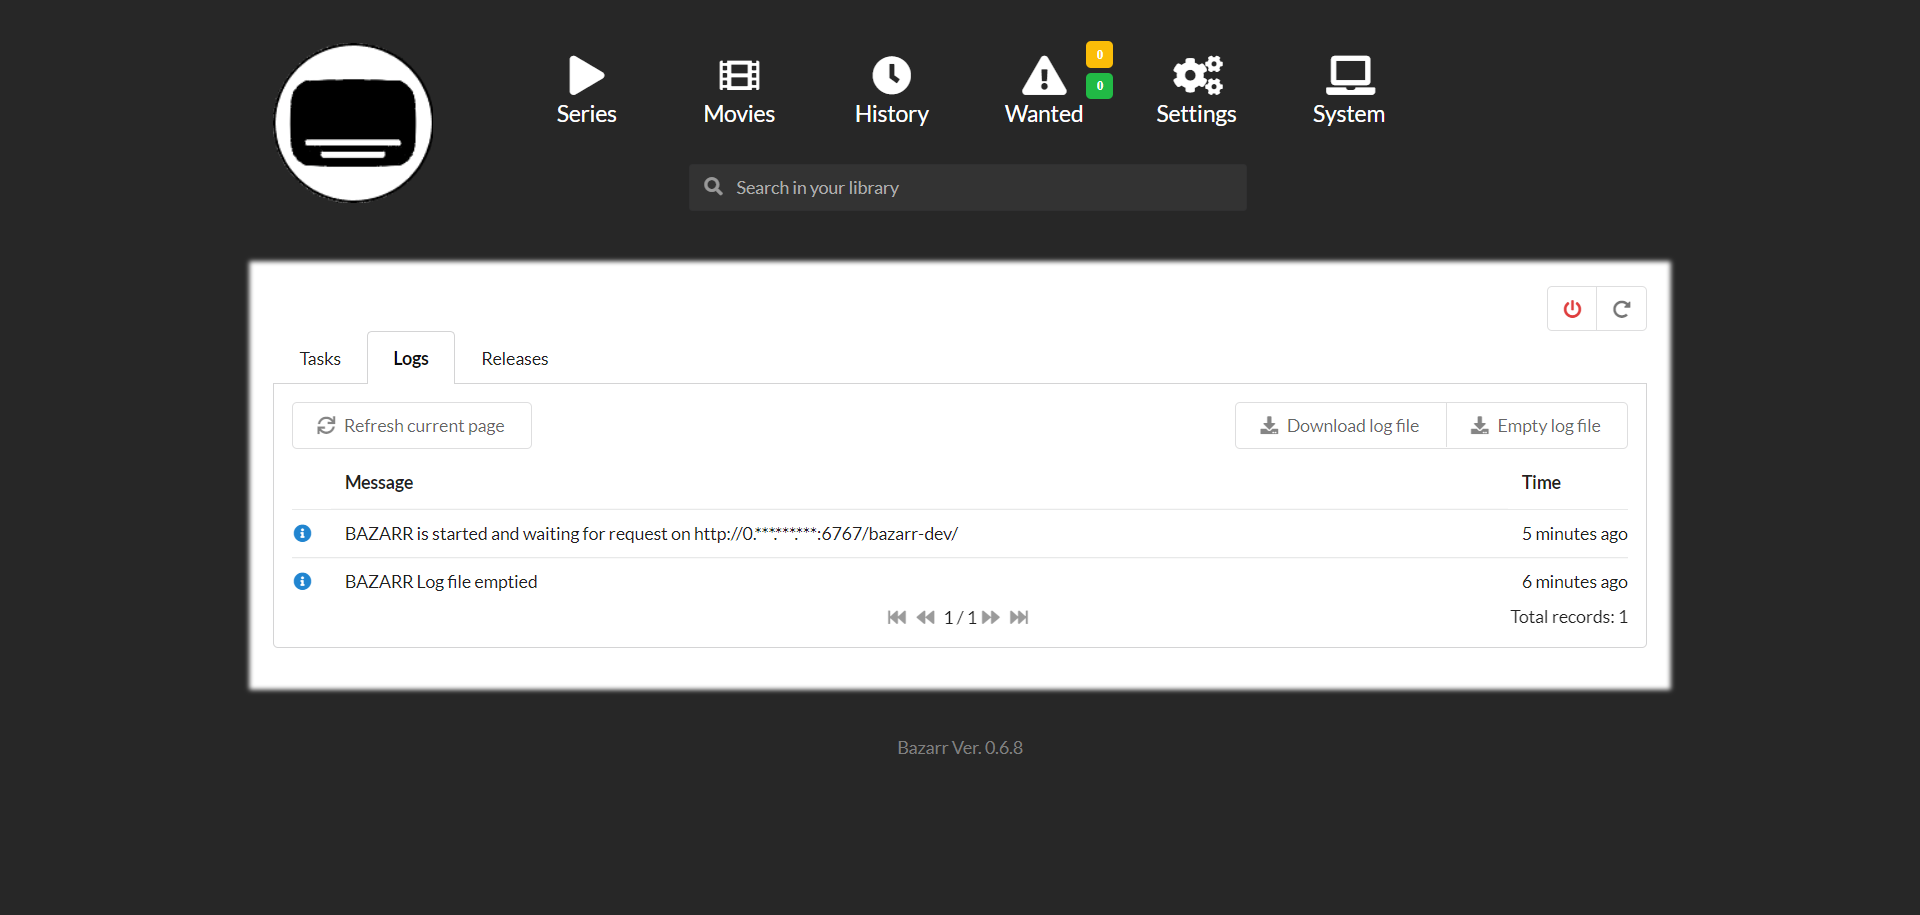 0
0
Series
Movies
History
Wanted
Settings
System
Search in your library
Tasks
Logs
Releases
Refresh current page
Download log file
Empty log file
Message
Time
BAZARR is started and waiting for request on http://0.***.***.***:6767/bazarr-dev/
5 minutes ago
BAZARR Log file emptied
6 minutes ago
1 / 1
Total records: 1
Bazarr Ver. 0.6.8